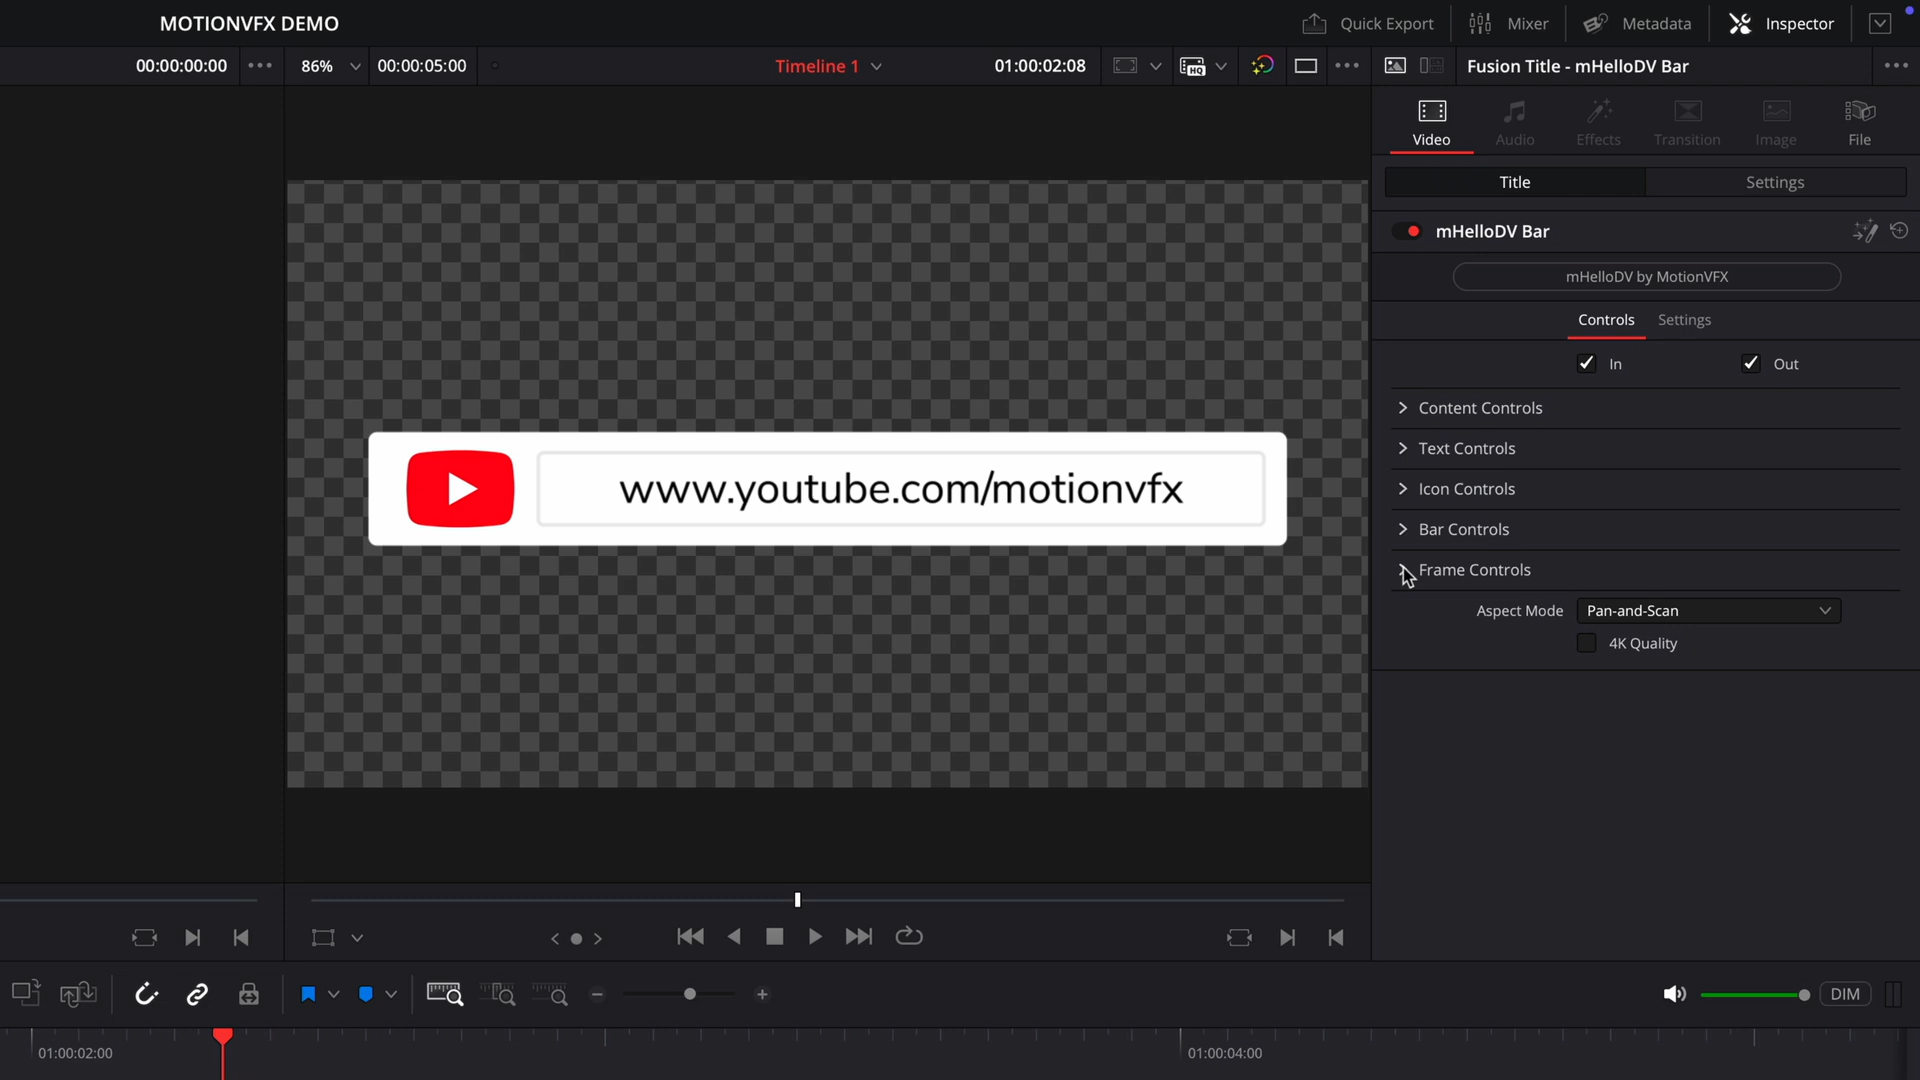 MOTIONVFX DEMO
Quick Export
Mixer
Metadata
Inspector
00:00:00:00
86%
00:00:05:00
Timeline 1
01:00:02:08
HQ
Fusion Title - mHelloDV Bar
Video
Audio
Effects
Transition
Image
File
Title
Settings
mHelloDV Bar
mHelloDV by MotionVFX
Controls
Settings
In
Out
Content Controls
Text Controls
Icon Controls
Bar Controls
Frame Controls
Aspect Mode
Pan-and-Scan
4K Quality
www.youtube.com/motionvfx
DIM
01:00:02:00
01:00:04:00